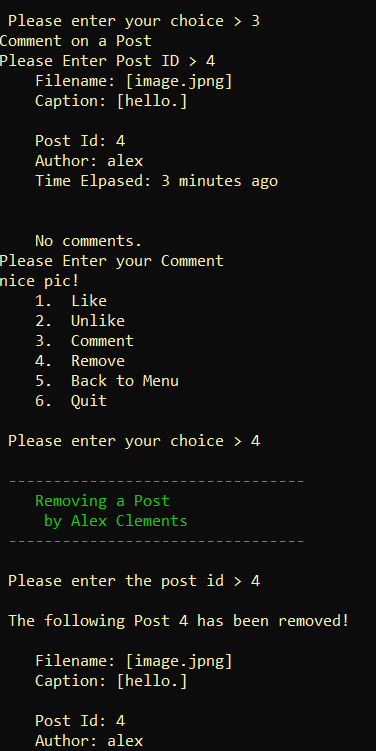 Please enter your choice > 3
Comment on a Post
Please Enter Post ID > 4
Filename: [image.jpng]
Caption: [hello.]
Post Id: 4
Author: alex
Time Elpased: 3 minutes ago
No comments.
Please Enter your Comment
nice pic!
1. Like
2. Unlike
3. Comment
4. Remove
5. Back to Menu
6. Quit
Please enter your choice > 4
---------------------------------
Removing a Post
by Alex Clements
---------------------------------
Please enter the post id > 4
The following Post 4 has been removed!
Filename: [image.jpng]
Caption: [hello.]
Post Id: 4
Author: alex